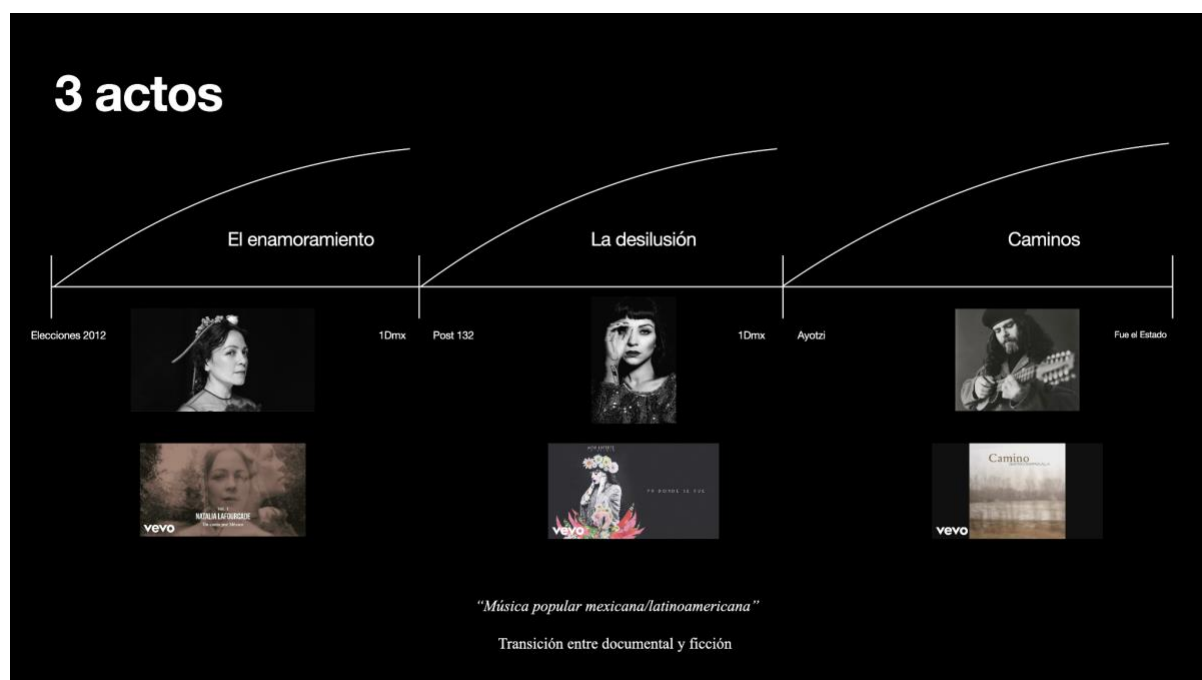 3 actos
El enamoramiento
La desilusión
Caminos
Elecciones 2012
1Dmx
Post 132
1Dmx
Ayotzi
Fue el Estado
NATALIA LAFOURCADE
vevo
vevo
Camino
vevo
“Música popular mexicana/latinoamericana”
Transición entre documental y ficción